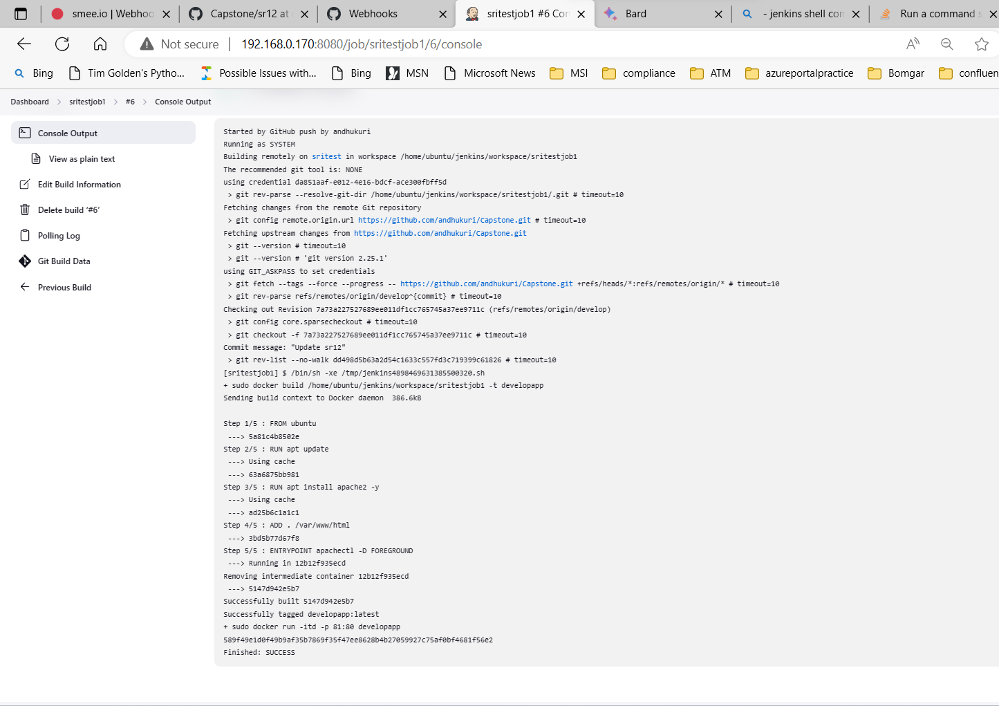 smee.io | Webhoo
Capstone/sr12 at
Webhooks
sritestjob1 #6 Con
Bard
- jenkins shell con
Run a command s
Not secure
192.168.0.170:8080/job/sritestjob1/6/console
Bing
Tim Golden's Pytho...
Possible Issues with...
Bing
MSN
Microsoft News
MSI
compliance
ATM
azureportalpractice
Bomgar
confluen
Dashboard > sritestjob1 > #6 > Console Output
Console Output
View as plain text
Edit Build Information
Delete build ‘#6’
Polling Log
Git Build Data
Previous Build
Started by GitHub push by andhukuri
Running as SYSTEM
Building remotely on sritest in workspace /home/ubuntu/jenkins/workspace/sritestjob1
The recommended git tool is: NONE
using credential da851aaf-e012-4e16-bdcf-ace300fbff5d
> git rev-parse --resolve-git-dir /home/ubuntu/jenkins/workspace/sritestjob1/.git # timeout=10
Fetching changes from the remote Git repository
> git config remote.origin.url https://github.com/andhukuri/Capstone.git # timeout=10
Fetching upstream changes from https://github.com/andhukuri/Capstone.git
> git --version # timeout=10
> git --version # 'git version 2.25.1'
using GIT_ASKPASS to set credentials
> git fetch --tags --force --progress -- https://github.com/andhukuri/Capstone.git +refs/heads/*:refs/remotes/origin/* # timeout=10
> git rev-parse refs/remotes/origin/develop^{commit} # timeout=10
Checking out Revision 7a73a227527689ee011df1cc765745a37ee9711c (refs/remotes/origin/develop)
> git config core.sparsecheckout # timeout=10
> git checkout -f 7a73a227527689ee011df1cc765745a37ee9711c # timeout=10
Commit message: "Update sr12"
> git rev-list --no-walk dd498d5b63a2d54c1633c557fd3c719399c61826 # timeout=10
[sritestjob1] $ /bin/sh -xe /tmp/jenkins4898469631385500320.sh
+ sudo docker build /home/ubuntu/jenkins/workspace/sritestjob1 -t developapp
Sending build context to Docker daemon  386.6kB
Step 1/5 : FROM ubuntu
---> 5a81c4b8502e
Step 2/5 : RUN apt update
---> Using cache
---> 63a6875bb981
Step 3/5 : RUN apt install apache2 -y
---> Using cache
---> ad25b6c1a1c1
Step 4/5 : ADD . /var/www/html
---> 3bd5b77d67f8
Step 5/5 : ENTRYPOINT apachectl -D FOREGROUND
---> Running in 12b12f935ecd
Removing intermediate container 12b12f935ecd
---> 5147d942e5b7
Successfully built 5147d942e5b7
Successfully tagged developapp:latest
+ sudo docker run -itd -p 81:80 developapp
589f49e1d0f49b9af35b7869f35f47ee8628b4b27059927c75af0bf4681f56e2
Finished: SUCCESS